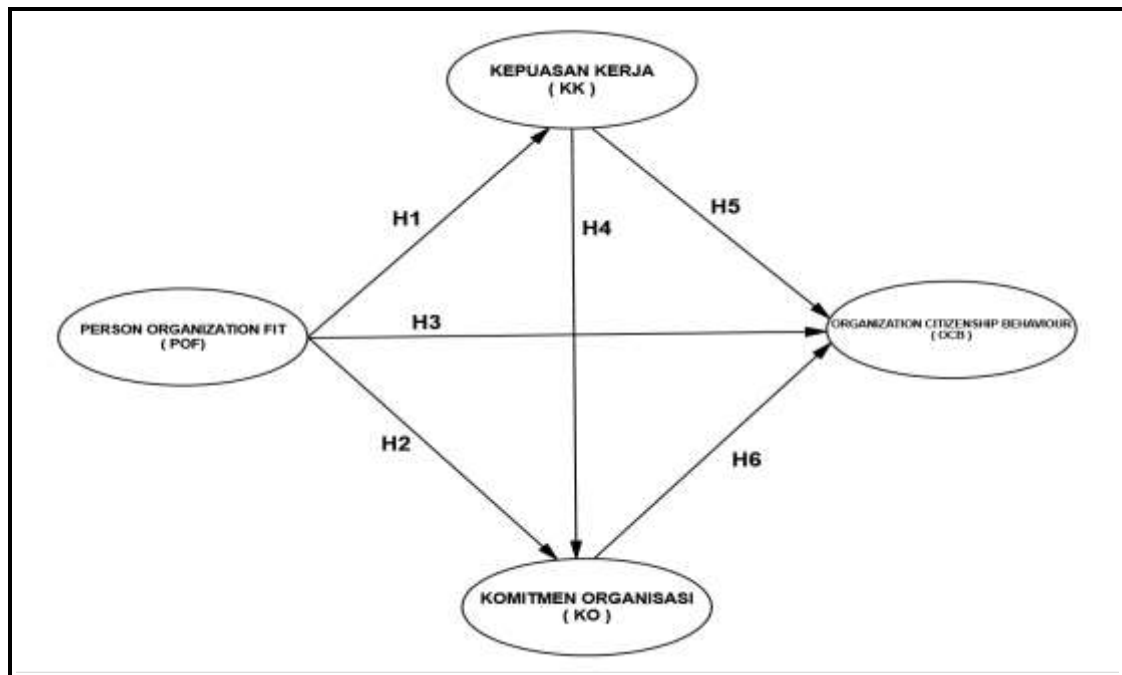 KEPUASAN KERJA
( KK )
H1
H4
H5
PERSON ORGANIZATION FIT
( POF)
H3
ORGANIZATION CITIZENSHIP BEHAVIOUR
( OCB )
H2
H6
KOMITMEN ORGANISASI
( KO )